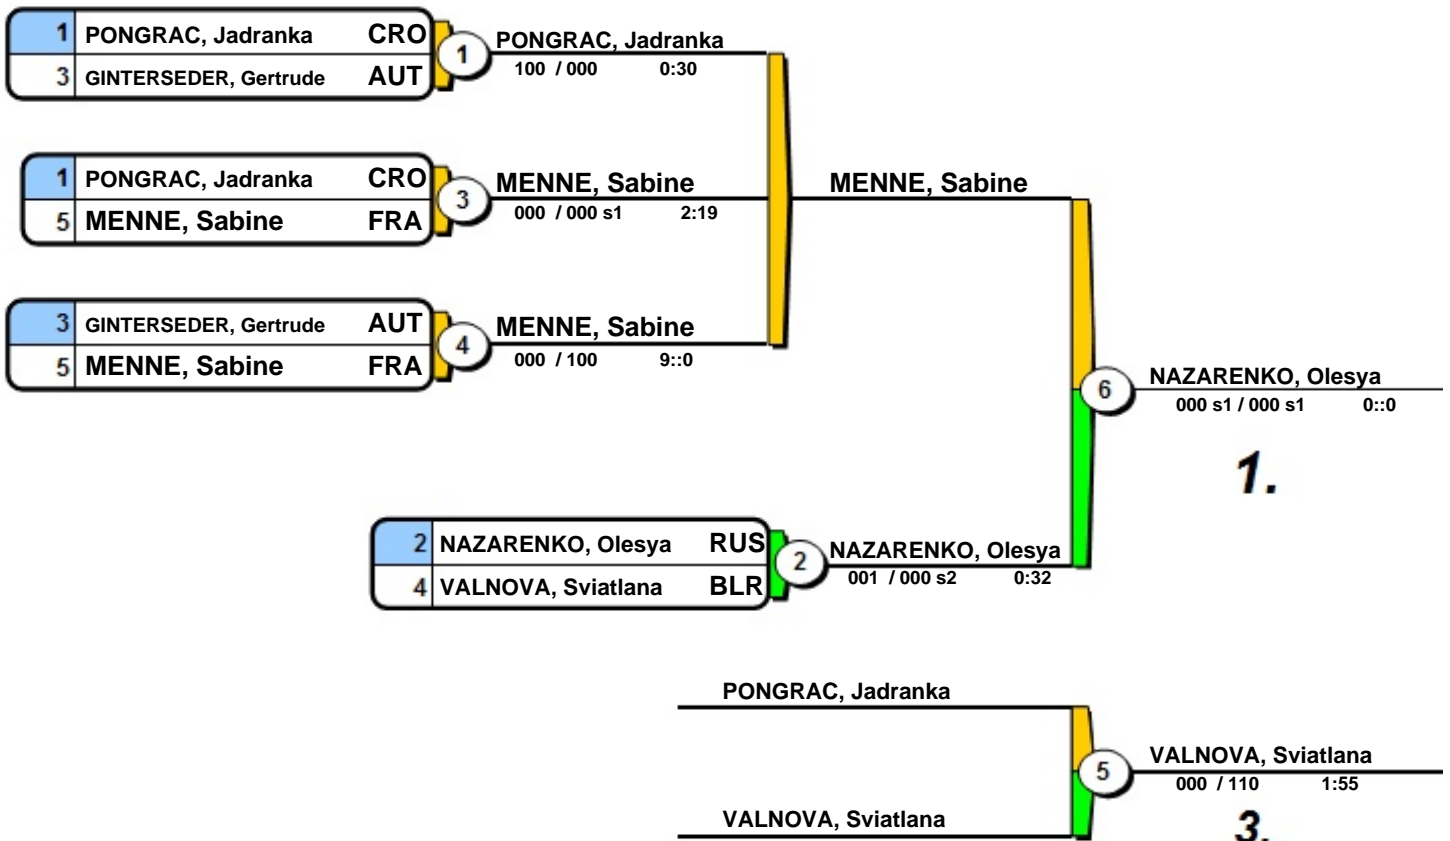 1 PONGRAC, Jadranka CRO
3 GINTERSEDER, Gertrude AUT
1
PONGRAC, Jadranka
100 / 000 0:30
1 PONGRAC, Jadranka CRO
5 MENNE, Sabine FRA
3
MENNE, Sabine
000 / 000 s1 2:19
MENNE, Sabine
3 GINTERSEDER, Gertrude AUT
5 MENNE, Sabine FRA
4
MENNE, Sabine
000 / 100 9::0
6
NAZARENKO, Olesya
000 s1 / 000 s1 0::0
1.
2 NAZARENKO, Olesya RUS
4 VALNOVA, Sviatlana BLR
2
NAZARENKO, Olesya
001 / 000 s2 0:32
PONGRAC, Jadranka
5
VALNOVA, Sviatlana
000 / 110 1:55
VALNOVA, Sviatlana
3.